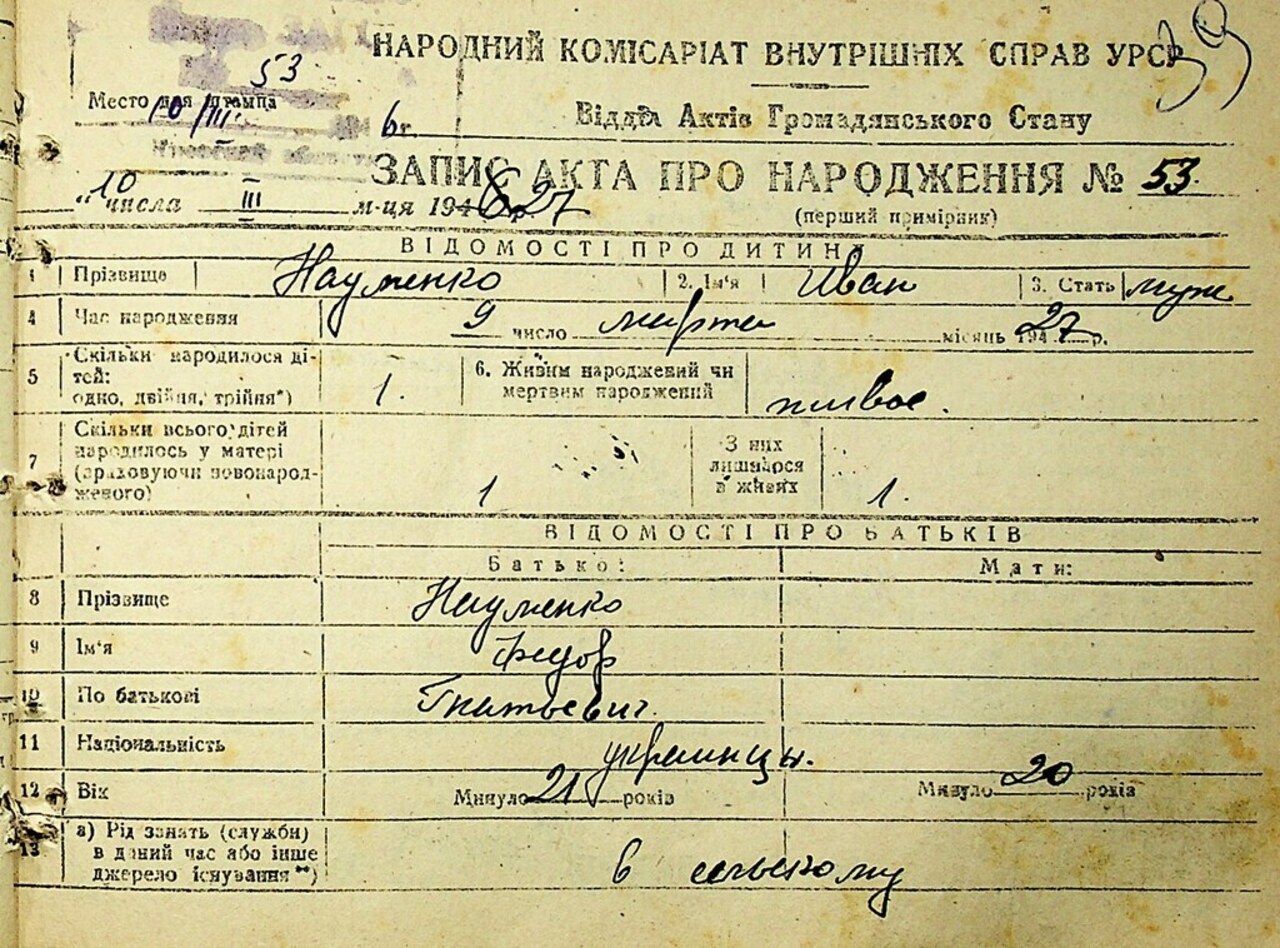 39
НАРОДНИЙ КОМІСАРІАТ ВНУТРІШНІХ СПРАВ УРСР
53
Место для штампа
10/III 6г.
Відділ Актів Громадянського Стану
ЗАПИС АКТА ПРО НАРОДЖЕННЯ № 53.
"10 числа III м-ця 1927
(перший примірник)
ВІДОМОСТІ ПРО ДИТИНУ
1 Прізвище Науменко 2. Ім'я Иван 3. Стать муж
4 Час народження 9 число марта місяць 1927 р.
5 Скільки народилося дітей: одно, двійня, трійня*) 1. 6. Живим народжений чи мертвим народжений живое.
7 Скільки всього дітей народилось у матері (враховуючи новонародженого) 1 З них лишилося в живих 1.
ВІДОМОСТІ ПРО БАТЬКІВ
Батько: Мати:
8 Прізвище Науменко
9 Ім'я Федор
10 По батькові Гнатьевич.
11 Національність украинцы.
12 Вік Минуло 21 років Минуло 20 років
13 а) Рід занять (служби) в даний час або інше джерело існування**) в сельскому